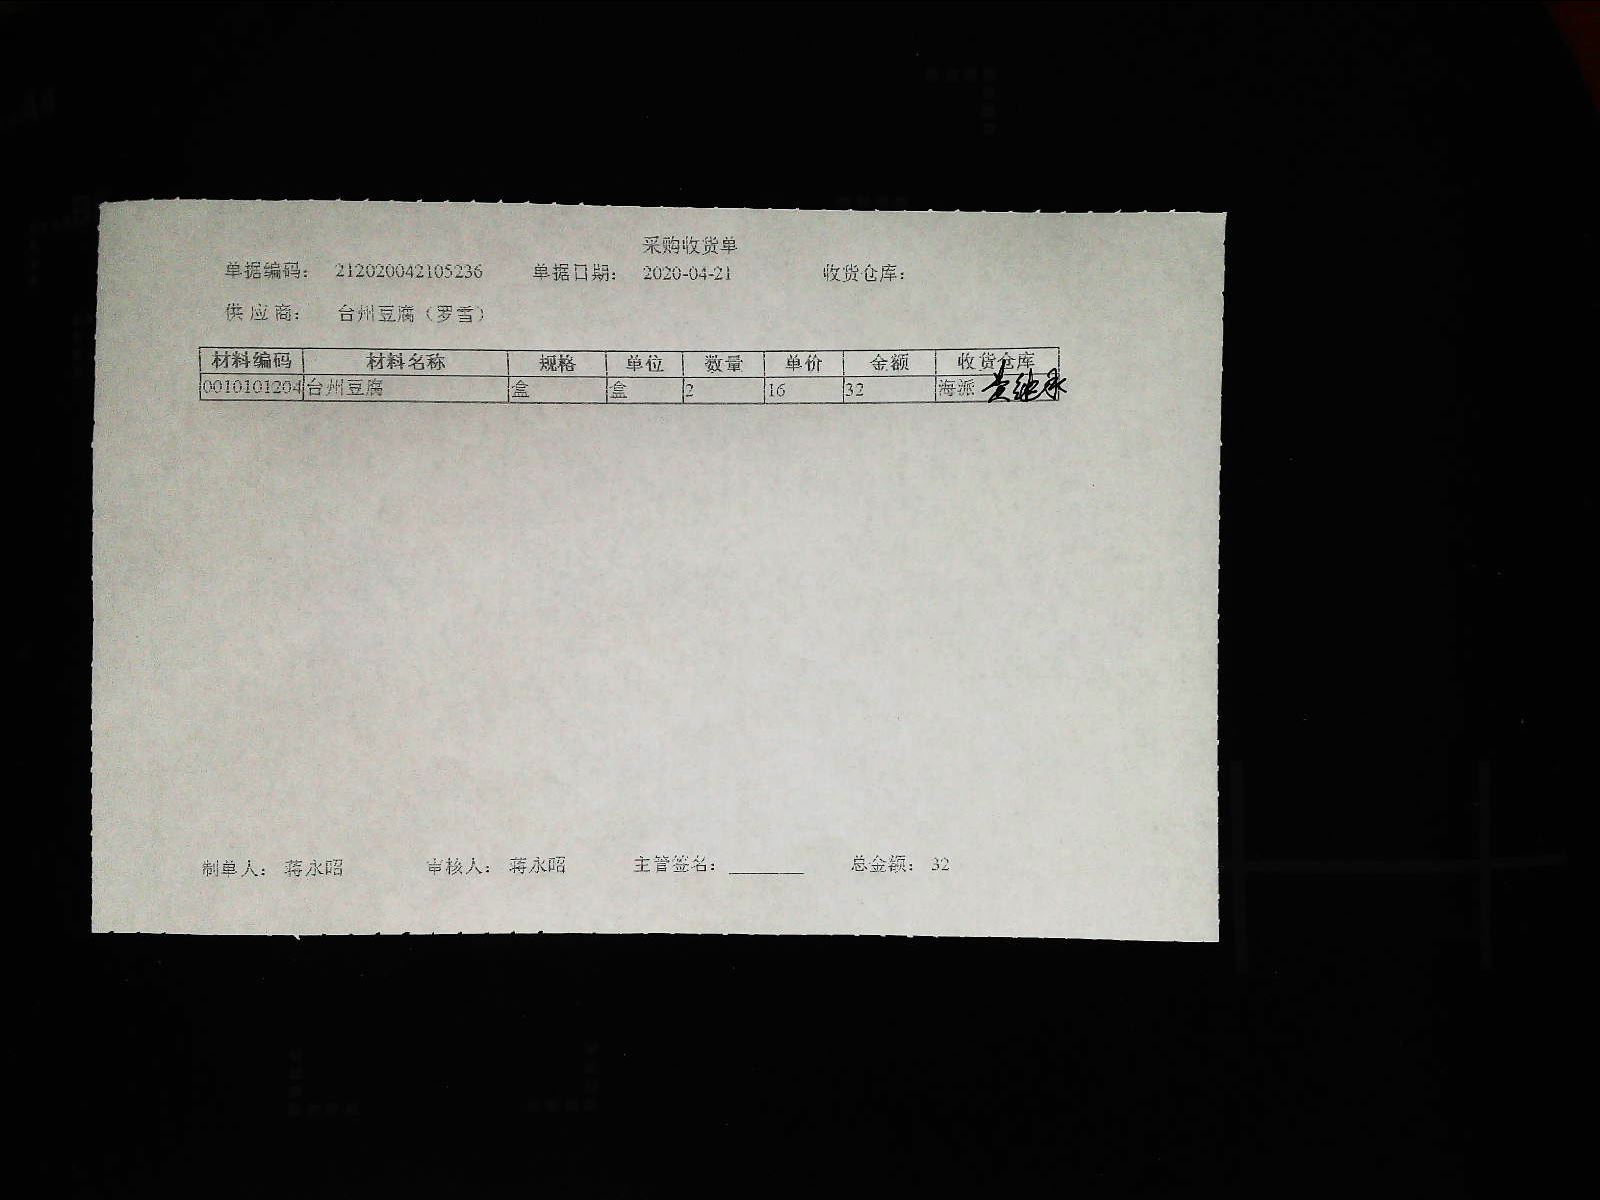 采购收货单
单据编码： 212020042105236 单据日期： 2020-04-21 收货仓库：
供应商： 台州豆腐（罗雪）
材料编码 材料名称 规格 单位 数量 单价 金额 收货仓库
0010101204 台州豆腐 盒 盒 2 16 32 海派
制单人： 蒋永昭 审核人： 蒋永昭 主管签名：________ 总金额： 32